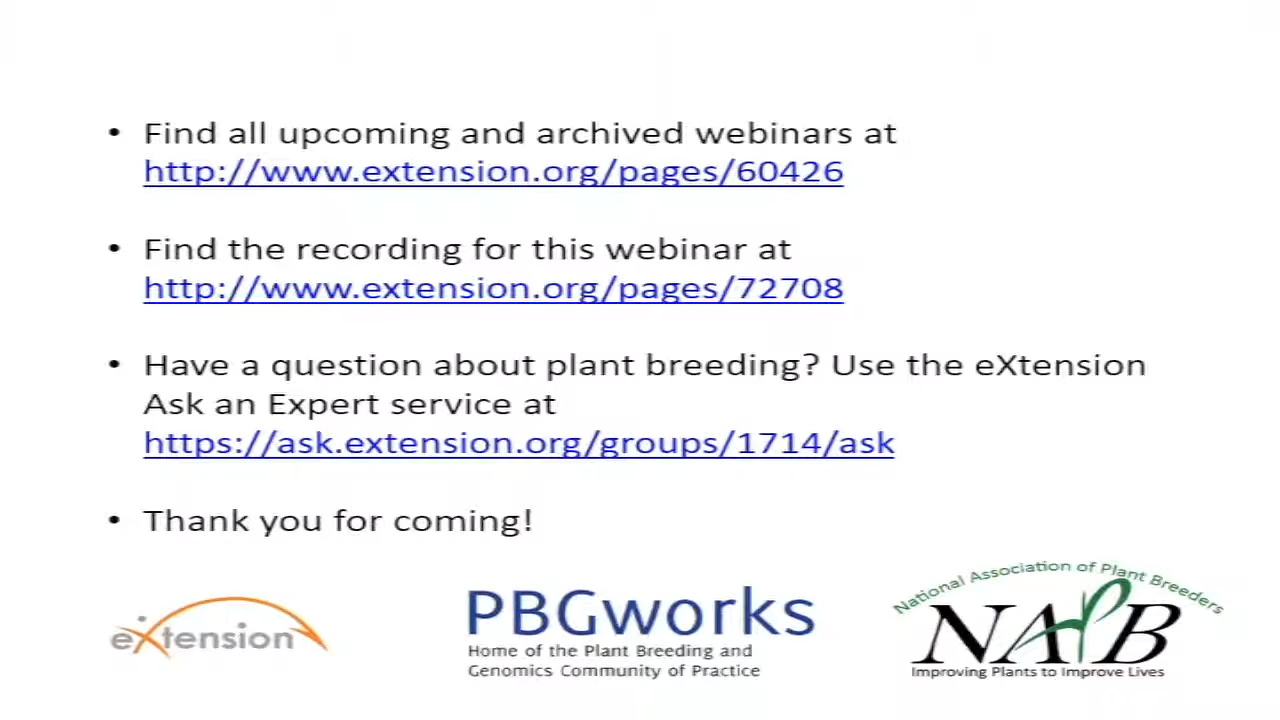 • Find all upcoming and archived webinars at
http://www.extension.org/pages/60426
• Find the recording for this webinar at
http://www.extension.org/pages/72708
• Have a question about plant breeding? Use the eXtension
Ask an Expert service at
https://ask.extension.org/groups/1714/ask
• Thank you for coming!
eXtension
PBGworks
Home of the Plant Breeding and
Genomics Community of Practice
National Association of Plant Breeders
NAPB
Improving Plants to Improve Lives